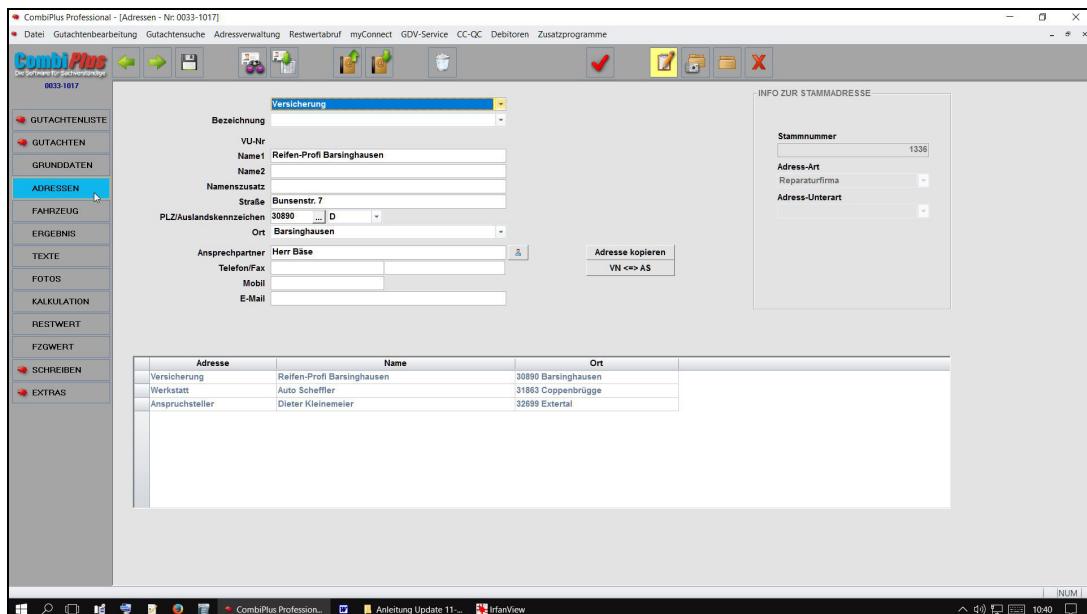 CombiPlus Professional - [Adressen - Nr: 0033-1017]
Datei Gutachtenbearbeitung Gutachtensuche Adressverwaltung Restwertabruf myConnect GDV-Service CC-QC Debitoren Zusatzprogramme
CombiPlus
Die Software für Sachverständige
0033-1017
GUTACHTENLISTE
GUTACHTEN
GRUNDDATEN
ADRESSEN
FAHRZEUG
ERGEBNIS
TEXTE
FOTOS
KALKULATION
RESTWERT
FZGWERT
SCHREIBEN
EXTRAS
Versicherung
Bezeichnung
VU-Nr
Name1 Reifen-Profi Barsinghausen
Name2
Namenszusatz
Straße Bunsenstr. 7
PLZ/Auslandskennzeichen 30890 ... D
Ort Barsinghausen
Ansprechpartner Herr Bäse
Telefon/Fax
Mobil
E-Mail
Adresse kopieren
VN <=> AS
INFO ZUR STAMMADRESSE
Stammnummer
1336
Adress-Art
Reparaturfirma
Adress-Unterart
Adresse Name Ort
Versicherung Reifen-Profi Barsinghausen 30890 Barsinghausen
Werkstatt Auto Scheffler 31863 Coppenbrügge
Anspruchsteller Dieter Kleinemeier 32699 Extertal
NUM
CombiPlus Profession... Anleitung Update 11-... IrfanView 10:40